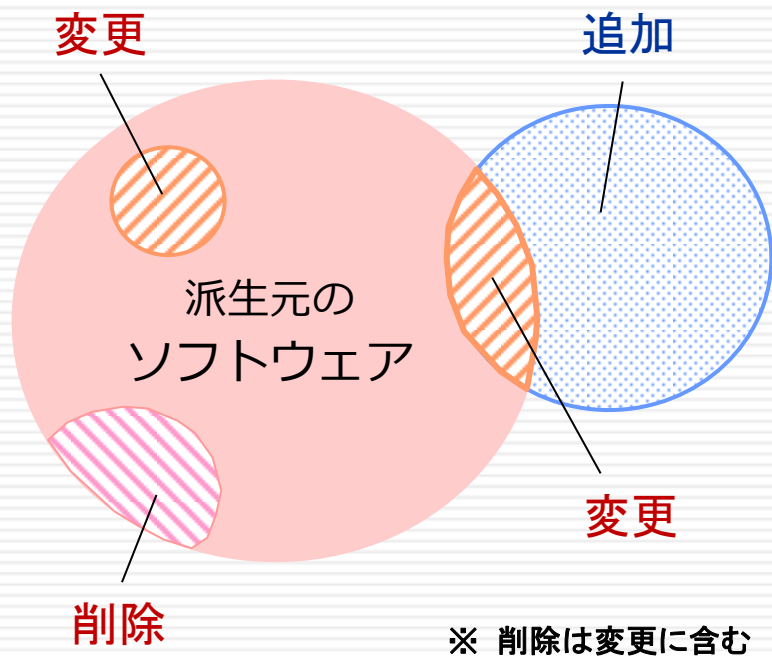 変更
追加
派生元の
ソフトウェア
変更
削除
※ 削除は変更に含む